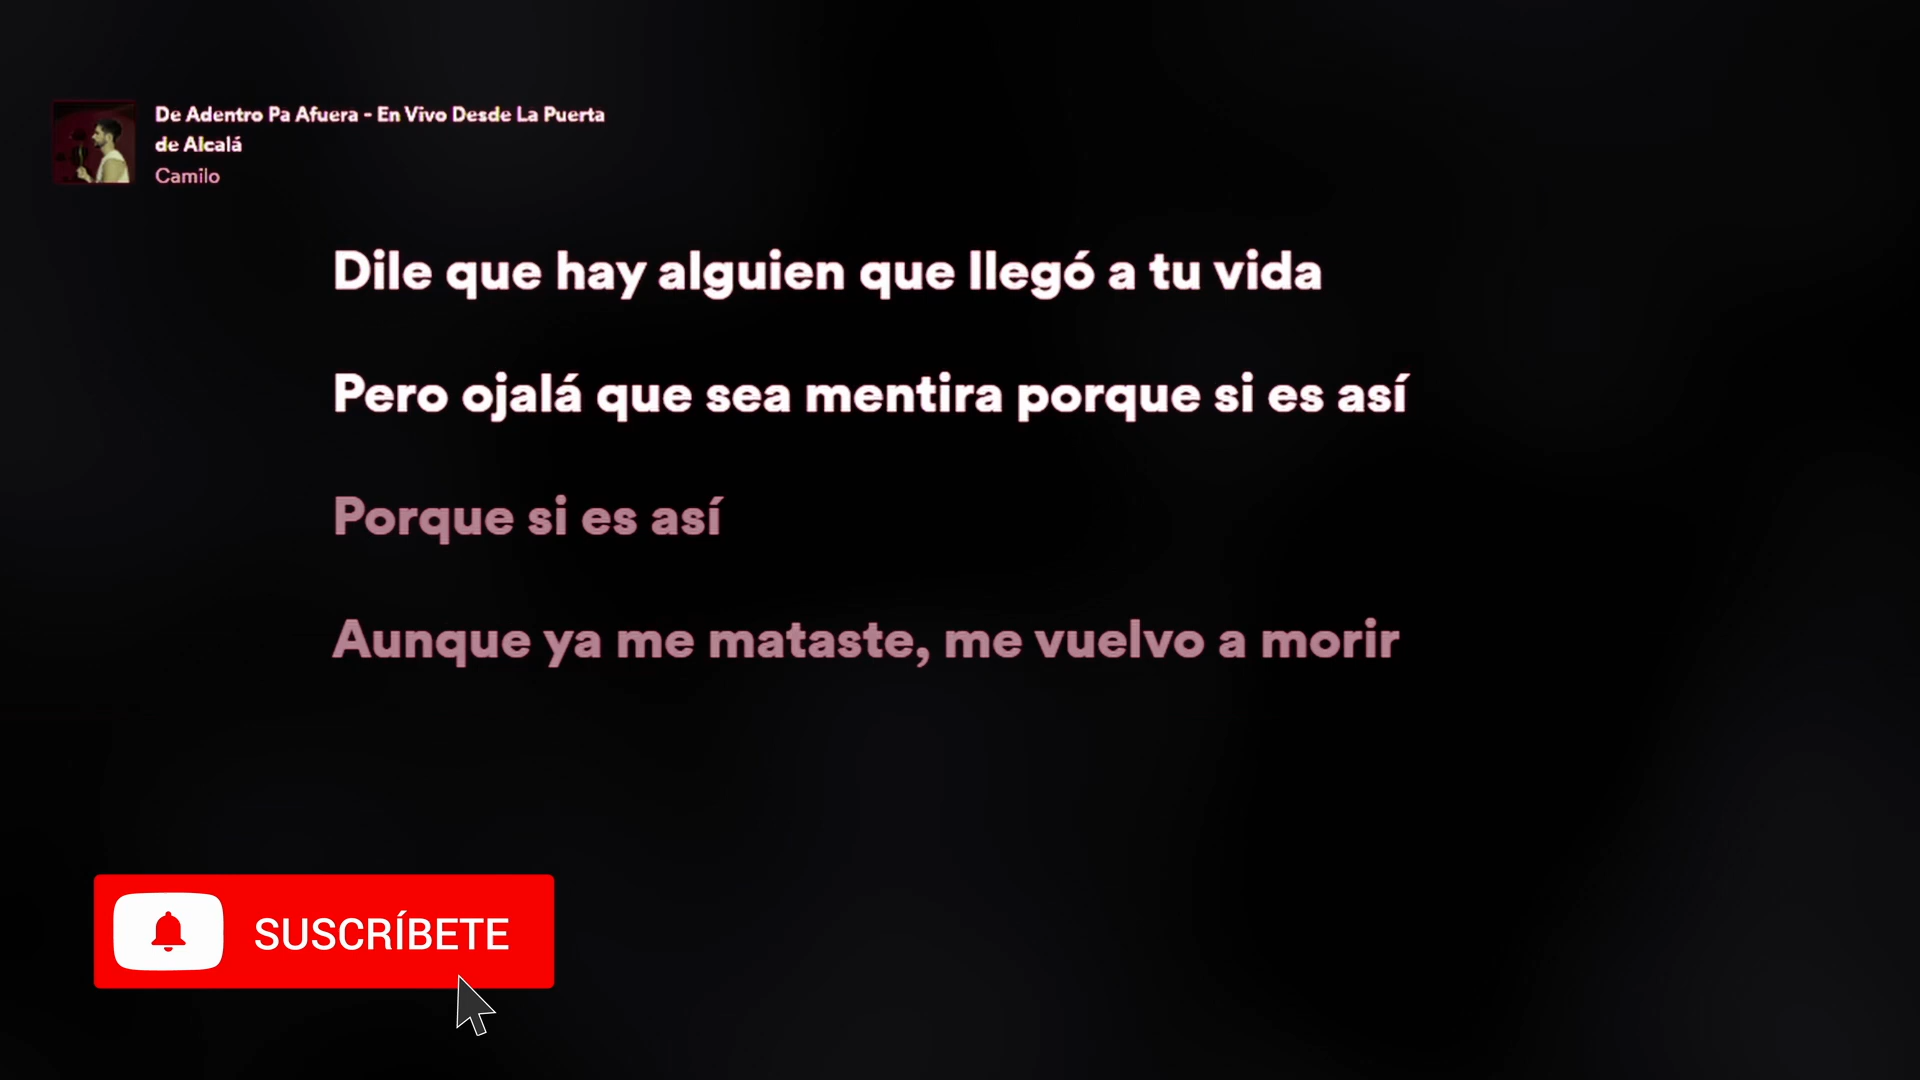 De Adentro Pa Afuera - En Vivo Desde La Puerta
de Alcalá
Camilo
Dile que hay alguien que llegó a tu vida
Pero ojalá que sea mentira porque si es así
Porque si es así
Aunque ya me mataste, me vuelvo a morir
SUSCRÍBETE